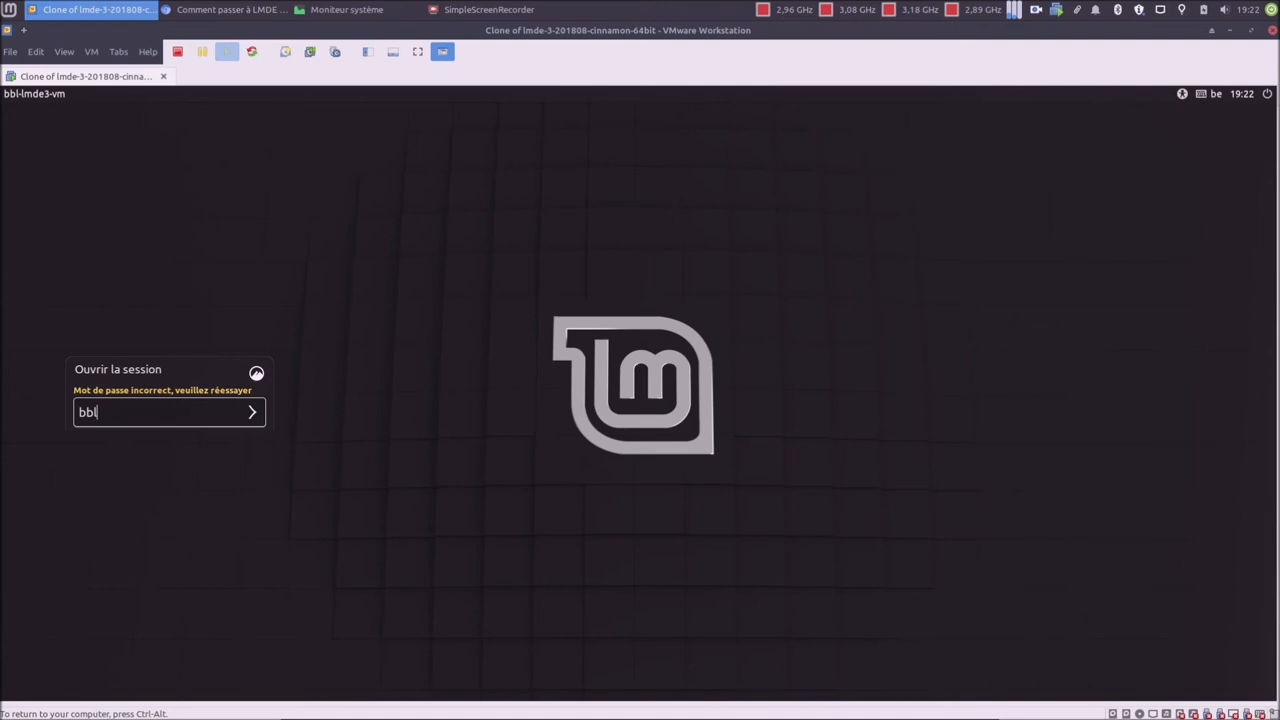 Clone of lmde-3-201808-c...
Comment passer à LMDE ...
Moniteur système
SimpleScreenRecorder
2,96 GHz
3,08 GHz
3,18 GHz
2,89 GHz
19:22
Clone of lmde-3-201808-cinnamon-64bit - VMware Workstation
File Edit View VM Tabs Help
Clone of lmde-3-201808-cinna...
bbl-lmde3-vm
be 19:22
Ouvrir la session
Mot de passe incorrect, veuillez réessayer
bbl
lm
To return to your computer, press Ctrl-Alt.